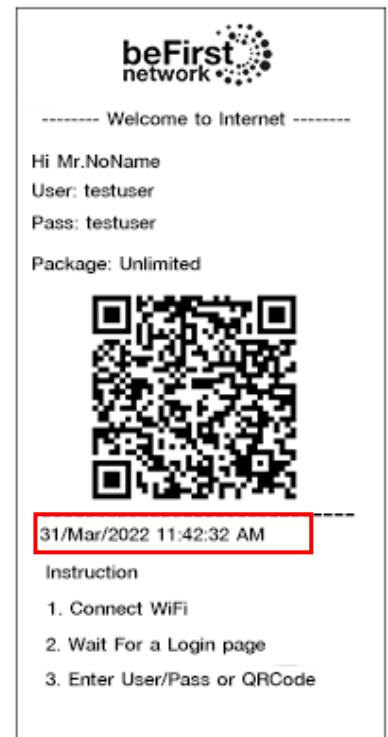 beFirst
network
-------- Welcome to Internet --------
Hi Mr.NoName
User: testuser
Pass: testuser
Package: Unlimited
31/Mar/2022 11:42:32 AM
Instruction
1. Connect WiFi
2. Wait For a Login page
3. Enter User/Pass or QRCode